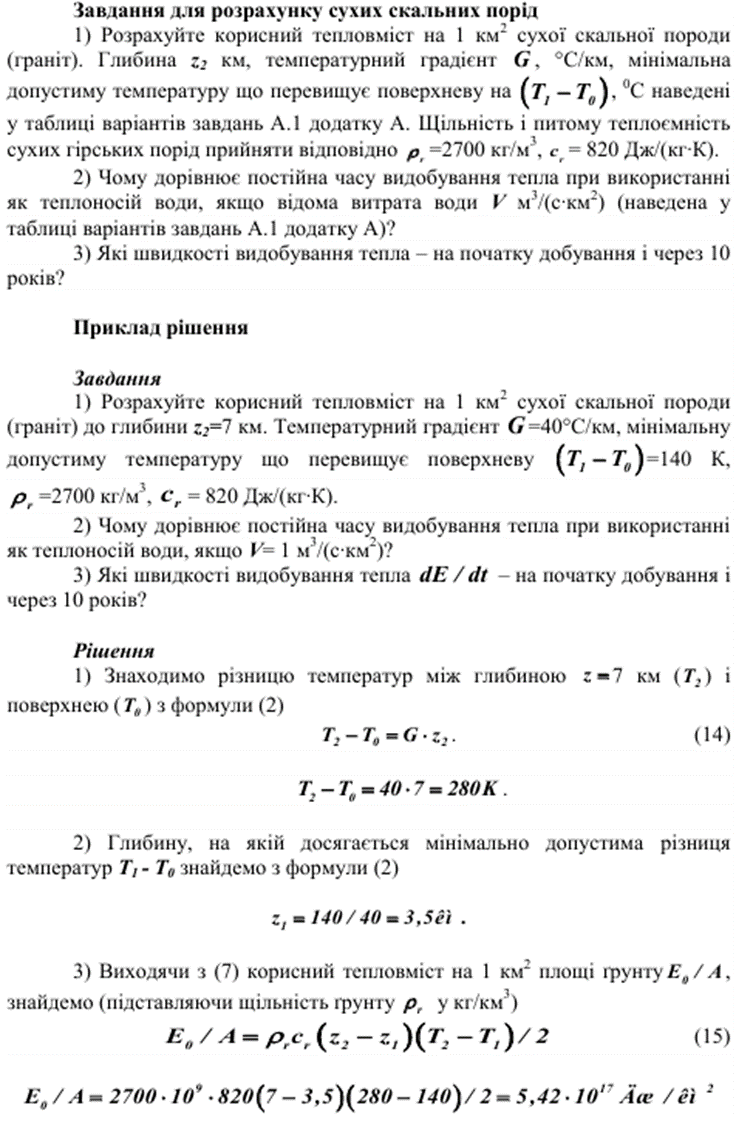 Завдання для розрахунку сухих скальних порід
1) Розрахуйте корисний тепловміст на 1 км² сухої скальної породи
(граніт). Глибина z₂ км, температурний градієнт G, °С/км, мінімальна
допустиму температуру що перевищує поверхневу на (T₁ – T₀), ⁰С наведені
у таблиці варіантів завдань А.1 додатку А. Щільність і питому теплоємність
сухих гірських порід прийняти відповідно ρᵣ =2700 кг/м³, cᵣ = 820 Дж/(кг·К).
2) Чому дорівнює постійна часу видобування тепла при використанні
як теплоносій води, якщо відома витрата води V м³/(с·км²) (наведена у
таблиці варіантів завдань А.1 додатку А)?
3) Які швидкості видобування тепла – на початку добування і через 10
років?
Приклад рішення
Завдання
1) Розрахуйте корисний тепловміст на 1 км² сухої скальної породи
(граніт) до глибини z₂=7 км. Температурний градієнт G=40°С/км, мінімальну
допустиму температуру що перевищує поверхневу (T₁ – T₀)=140 К,
ρᵣ =2700 кг/м³, cᵣ = 820 Дж/(кг·К).
2) Чому дорівнює постійна часу видобування тепла при використанні
як теплоносій води, якщо V= 1 м³/(с·км²)?
3) Які швидкості видобування тепла dE / dt – на початку добування і
через 10 років?
Рішення
1) Знаходимо різницю температур між глибиною z = 7 км (T₂) і
поверхнею (T₀) з формули (2)
T₂ – T₀ = G · z₂. (14)
T₂ – T₀ = 40 · 7 = 280K .
2) Глибину, на якій досягається мінімально допустима різниця
температур T₁ - T₀ знайдемо з формули (2)
z₁ = 140 / 40 = 3,5êì .
3) Виходячи з (7) корисний тепловміст на 1 км² площі ґрунту E₀ / A,
знайдемо (підставляючи щільність ґрунту ρᵣ у кг/км³)
E₀ / A = ρᵣcᵣ(z₂ – z₁)(T₂ – T₁) / 2 (15)
E₀ / A = 2700 · 10⁹ · 820(7 – 3,5)(280 – 140) / 2 = 5,42 · 10¹⁷ Äæ / êì ²